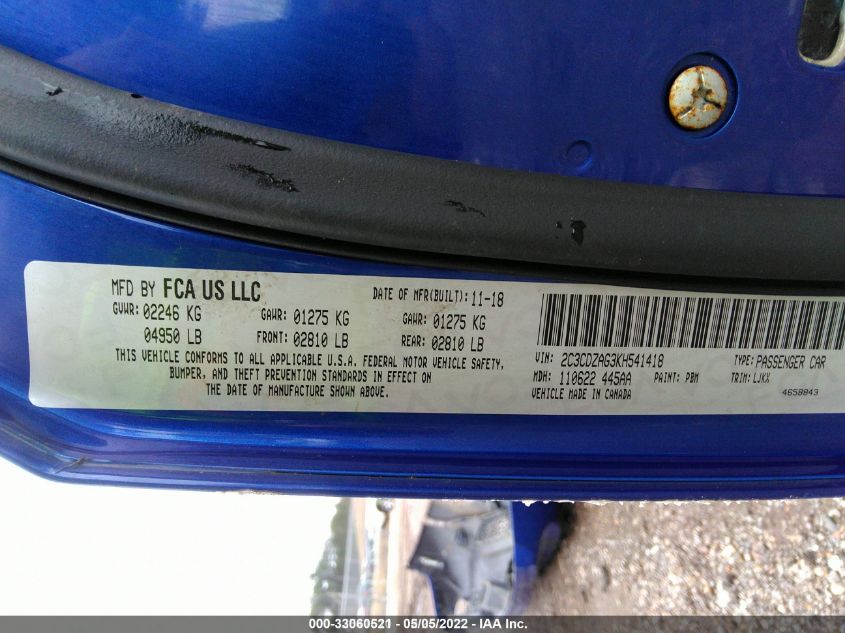 MFD BY FCA US LLC
DATE OF MFR(BUILT): 11-18
GVWR: 02246 KG
04950 LB
GAWR: 01275 KG
FRONT: 02810 LB
GAWR: 01275 KG
REAR: 02810 LB
THIS VEHICLE CONFORMS TO ALL APPLICABLE U.S.A. FEDERAL MOTOR VEHICLE SAFETY,
BUMPER, AND THEFT PREVENTION STANDARDS IN EFFECT ON
THE DATE OF MANUFACTURE SHOWN ABOVE.
VIN: 2C3CDZAG3KH541418
TYPE: PASSENGER CAR
MDH: 110622 445AA
PAINT: PBM
TRIM: LJKX
VEHICLE MADE IN CANADA
4658843
000-33060521 - 05/05/2022 - IAA Inc.